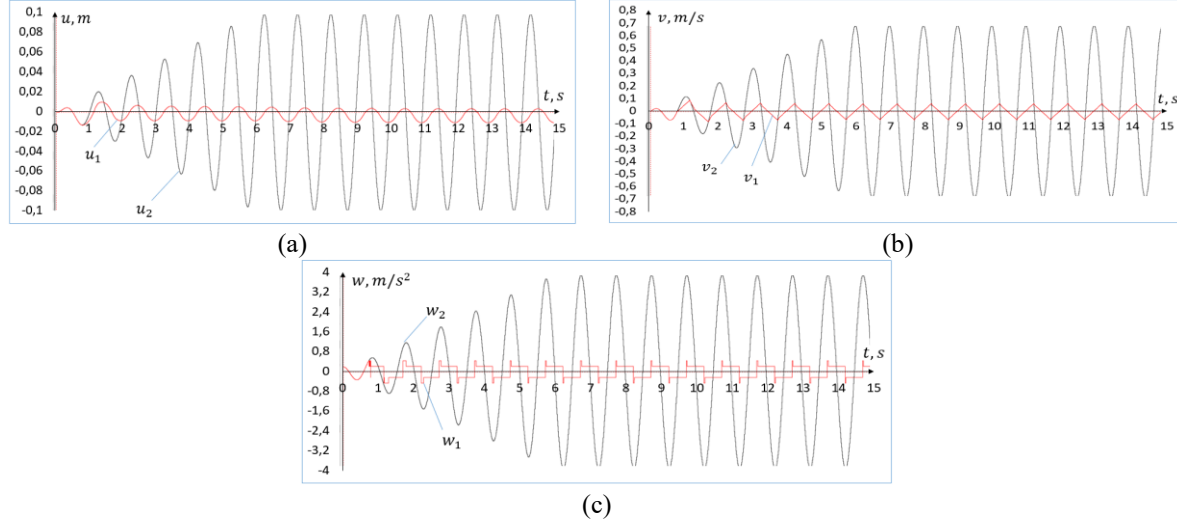 0,1
0,08
0,06
0,04
0,02
0
-0,02
-0,04
-0,06
-0,08
-0,1
u, m
t, s
0 1 2 3 4 5 6 7 8 9 10 11 12 13 14 15
u₁
u₂
(a)
0,8
0,7
0,6
0,5
0,4
0,3
0,2
0,1
0
-0,1
-0,2
-0,3
-0,4
-0,5
-0,6
-0,7
-0,8
v, m/s
t, s
0 1 2 3 4 5 6 7 8 9 10 11 12 13 14 15
v₂ v₁
(b)
4
3,2
2,4
1,6
0,8
0
-0,8
-1,6
-2,4
-3,2
-4
w, m/s²
w₂
t, s
0 1 2 3 4 5 6 7 8 9 10 11 12 13 14 15
w₁
(c)